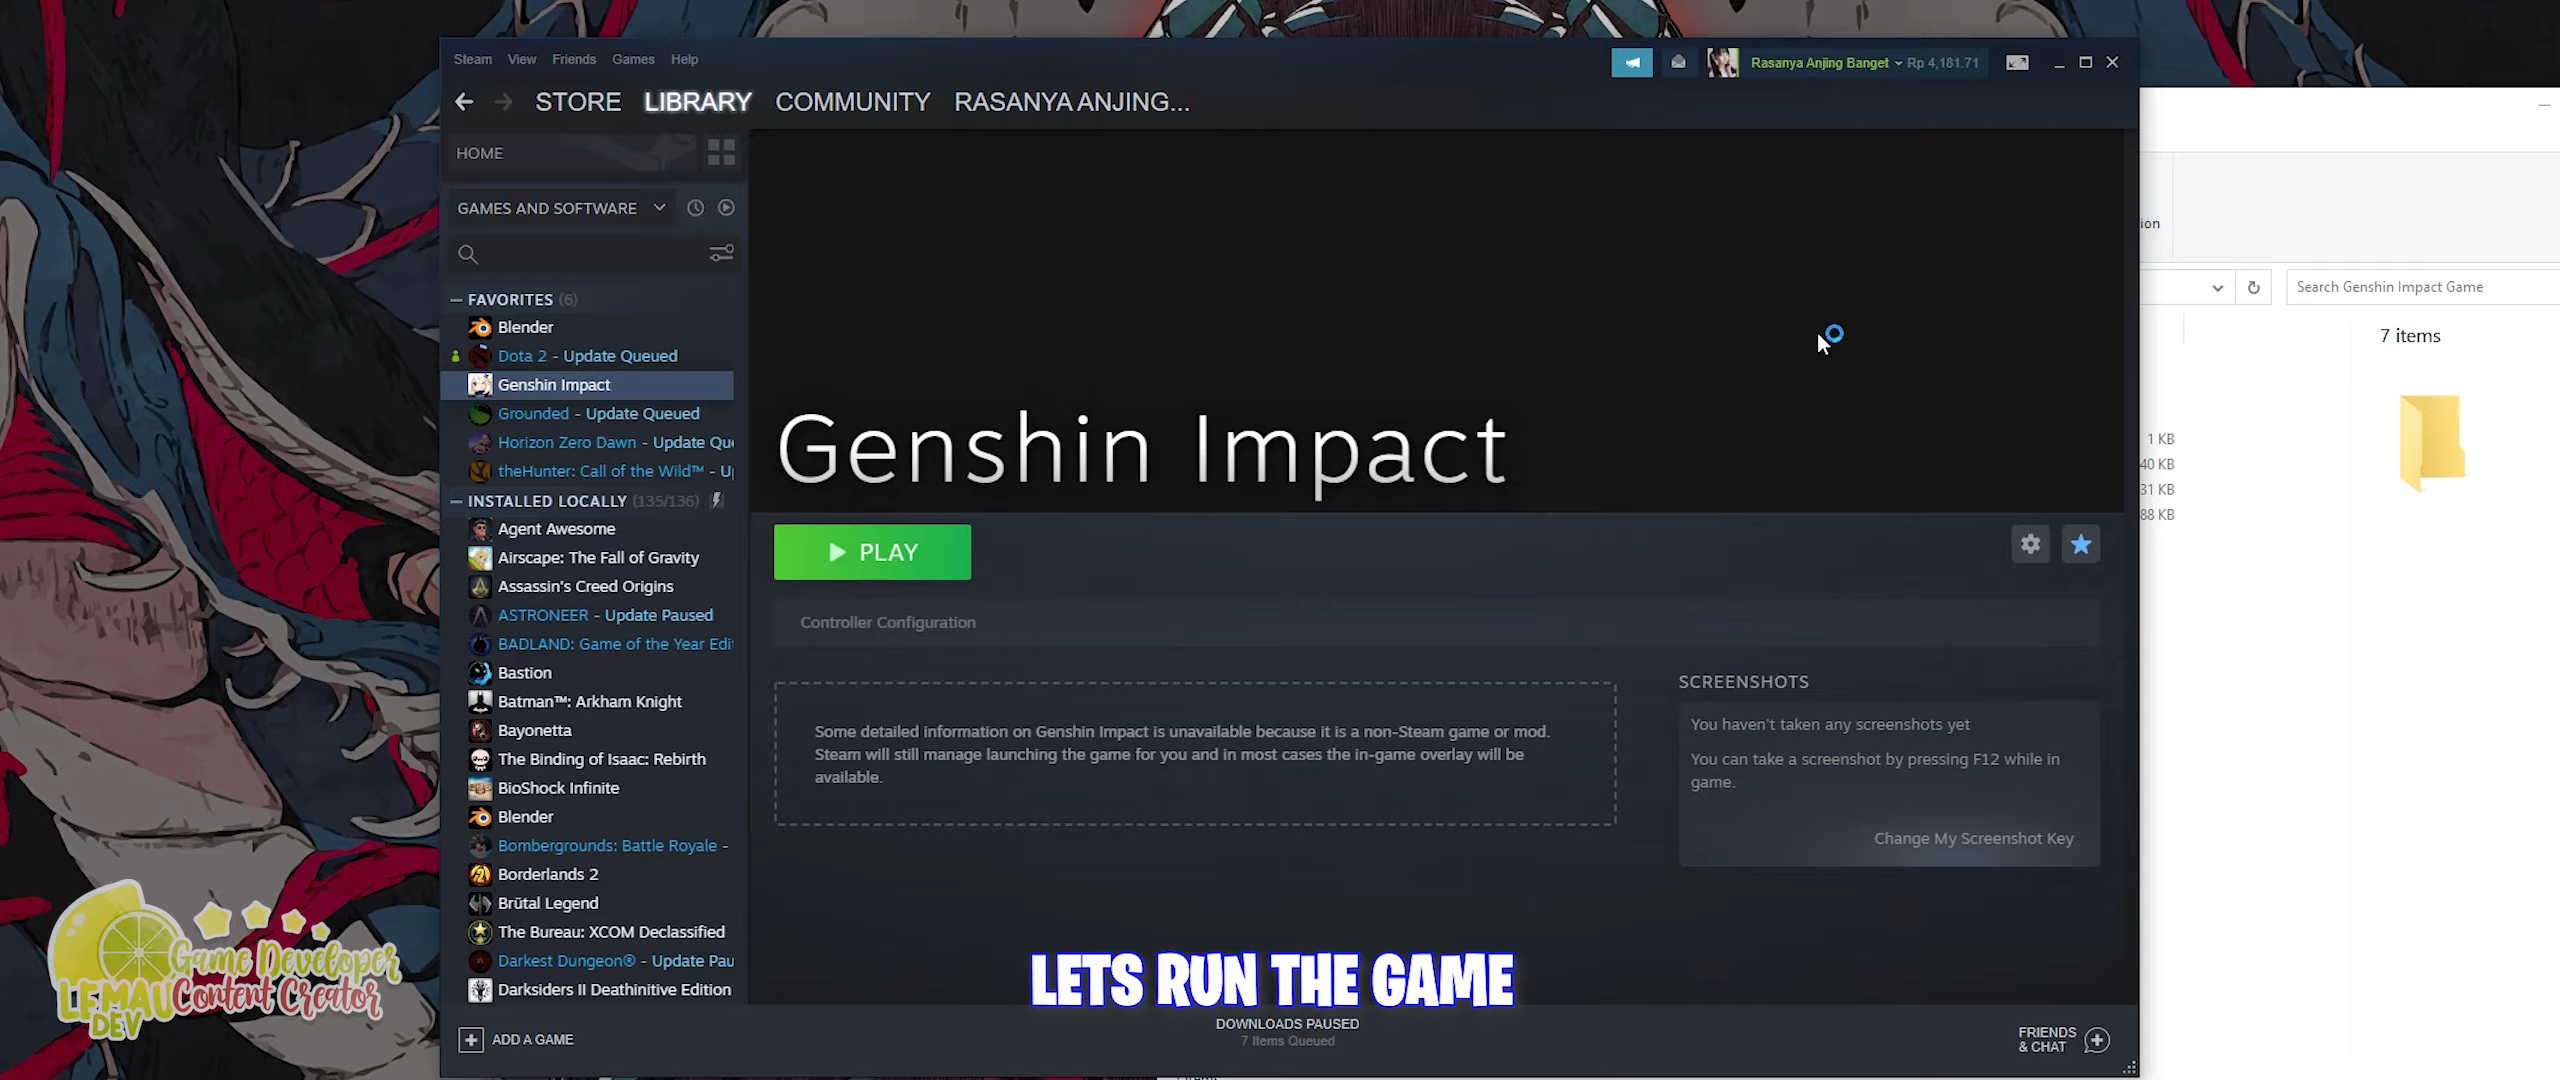 Steam View Friends Games Help
Rasanya Anjing Banget Rp 4,181.71
STORE LIBRARY COMMUNITY RASANYA ANJING...
HOME
GAMES AND SOFTWARE
FAVORITES (6)
Blender
Dota 2 - Update Queued
Genshin Impact
Grounded - Update Queued
Horizon Zero Dawn - Update Que
theHunter: Call of the Wild™ - U
INSTALLED LOCALLY (135/136)
Agent Awesome
Airscape: The Fall of Gravity
Assassin's Creed Origins
ASTRONEER - Update Paused
BADLAND: Game of the Year Edi
Bastion
Batman™: Arkham Knight
Bayonetta
The Binding of Isaac: Rebirth
BioShock Infinite
Blender
Bombergrounds: Battle Royale -
Borderlands 2
Brütal Legend
The Bureau: XCOM Declassified
Darkest Dungeon® - Update Pau
Darksiders II Deathinitive Edition
ADD A GAME
Genshin Impact
PLAY
Controller Configuration
Some detailed information on Genshin Impact is unavailable because it is a non-Steam game or mod.
Steam will still manage launching the game for you and in most cases the in-game overlay will be
available.
SCREENSHOTS
You haven't taken any screenshots yet
You can take a screenshot by pressing F12 while in
game.
Change My Screenshot Key
LETS RUN THE GAME
DOWNLOADS PAUSED
7 Items Queued
FRIENDS
& CHAT
ion
Search Genshin Impact Game
7 items
1 KB
40 KB
31 KB
88 KB
Game Developer
LEMAU Content Creator
DEV